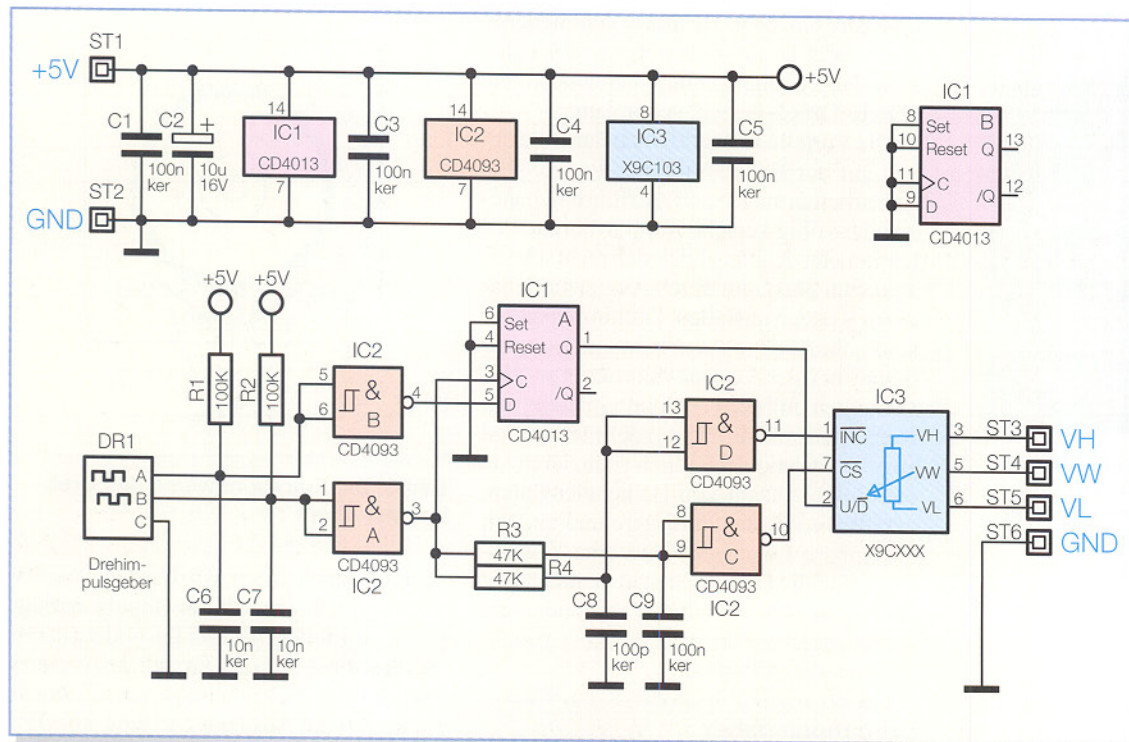 ST1
+5V
+5V
C1
100n
ker
C2
+
10u
16V
14
IC1
CD4013
7
C3
100n
ker
14
IC2
CD4093
7
C4
100n
ker
8
IC3
X9C103
4
C5
100n
ker
ST2
GND
IC1
8
10
11
9
Set
Reset
C
D
B
Q
/Q
13
12
CD4013
+5V
+5V
R1
100K
R2
100K
DR1
A
B
C
Drehim-
pulsgeber
C6
10n
ker
C7
10n
ker
IC2
5
6
&
B
4
CD4093
1
2
&
A
3
CD4093
IC2
IC1
6
4
3
5
Set
Reset
C
D
A
Q
/Q
1
2
CD4013
R3
47K
47K
R4
C8
100p
ker
C9
100n
ker
IC2
13
12
&
D
11
CD4093
8
9
&
C
10
CD4093
IC2
IC3
1
7
2
INC
CS
U/D
VH
VW
VL
3
5
6
X9CXXX
ST3
VH
ST4
VW
ST5
VL
ST6
GND